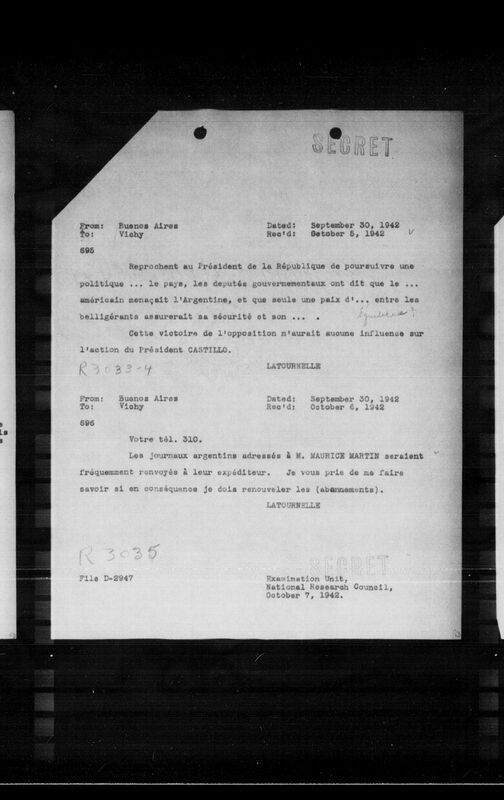 SECRET
From: Buenos Aires Dated: September 30, 1942
To: Vichy Rec'd: October 5, 1942
695
Reprochent au Président de la République de poursuivre une
politique ... le pays, les deputés gouvernementaux ont dit que le ...
américain menaçait l'Argentine, et que seule une paix d'... entre les
belligérants assurerait sa sécurité et son ... .
Cette victoire de l'opposition n'aurait aucune influence sur
l'action du Président CASTILLO.
R3033-4
LATOURNELLE
From: Buenos Aires Dated: September 30, 1942
To: Vichy Rec'd: October 6, 1942
696
Votre tél. 310.
Les journaux argentins adressés à M. MAURICE MARTIN seraient
fréquemment renvoyés à leur expéditeur. Je vous prie de me faire
savoir si en conséquence je dois renouveler les (abonnements).
LATOURNELLE
R3035
SECRET
File D-2947 Examination Unit,
National Research Council,
October 7, 1942.